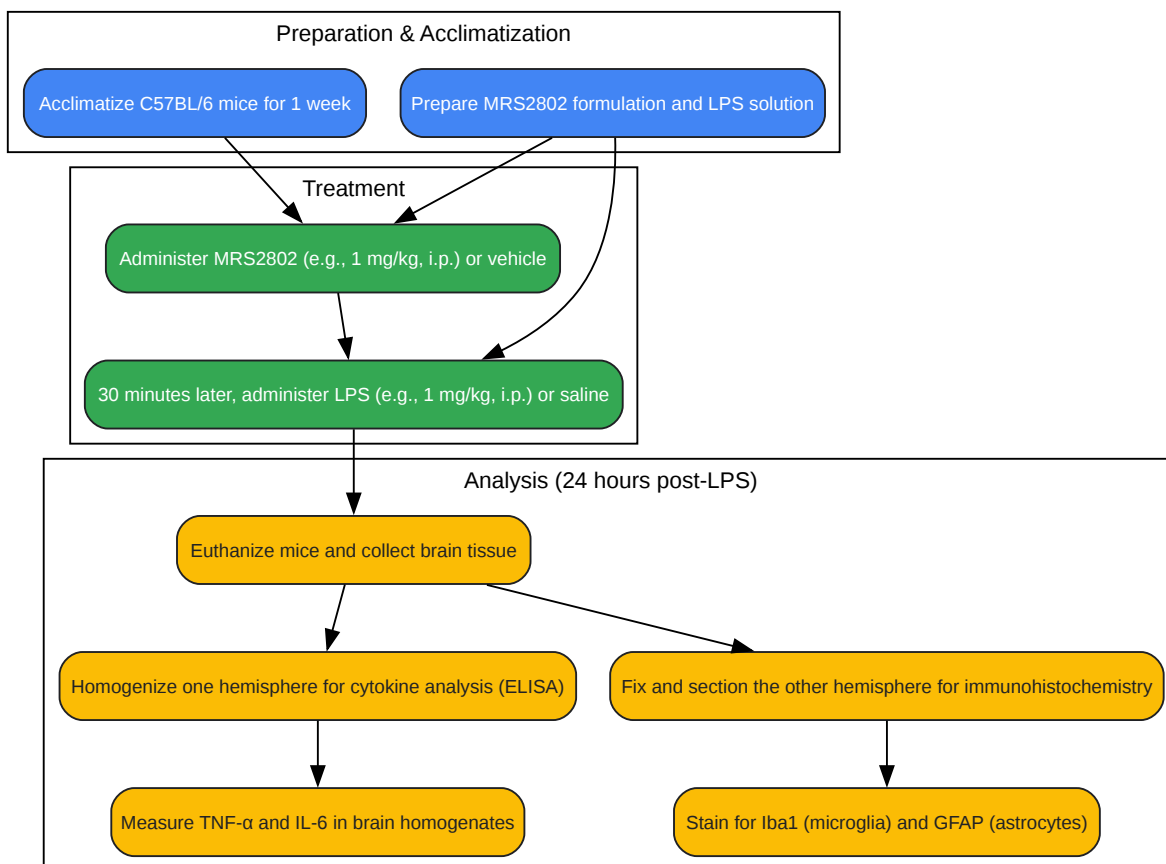 Preparation & Acclimatization
Acclimatize C57BL/6 mice for 1 week
Prepare MRS2802 formulation and LPS solution
Treatment
Administer MRS2802 (e.g., 1 mg/kg, i.p.) or vehicle
30 minutes later, administer LPS (e.g., 1 mg/kg, i.p.) or saline
Analysis (24 hours post-LPS)
Euthanize mice and collect brain tissue
Homogenize one hemisphere for cytokine analysis (ELISA)
Fix and section the other hemisphere for immunohistochemistry
Measure TNF-α and IL-6 in brain homogenates
Stain for Iba1 (microglia) and GFAP (astrocytes)